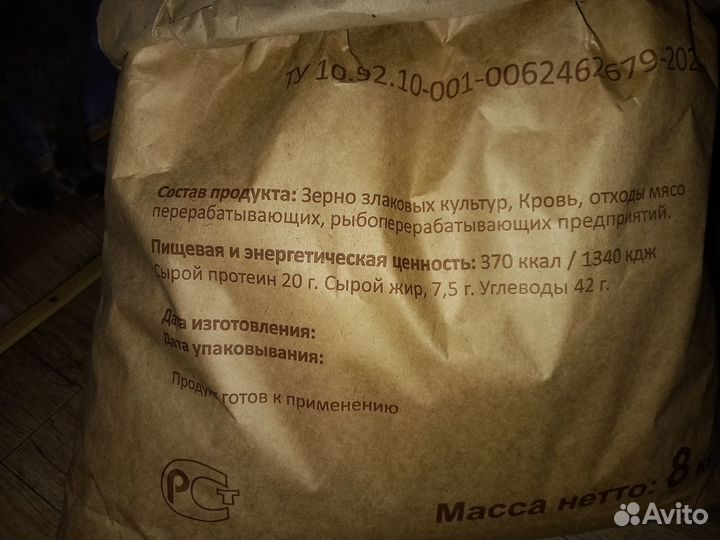 ТУ 10.92.10-001-0062462679-202
Состав продукта: Зерно злаковых культур, Кровь, отходы мясо
перерабатывающих, рыбоперерабатывающих предприятий.
Пищевая и энергетическая ценность: 370 ккал / 1340 кдж
Сырой протеин 20 г. Сырой жир, 7,5 г. Углеводы 42 г.
Дата изготовления:
Дата упаковывания:
Продукт готов к применению
РСТ
Масса нетто: 8 кг
Avito